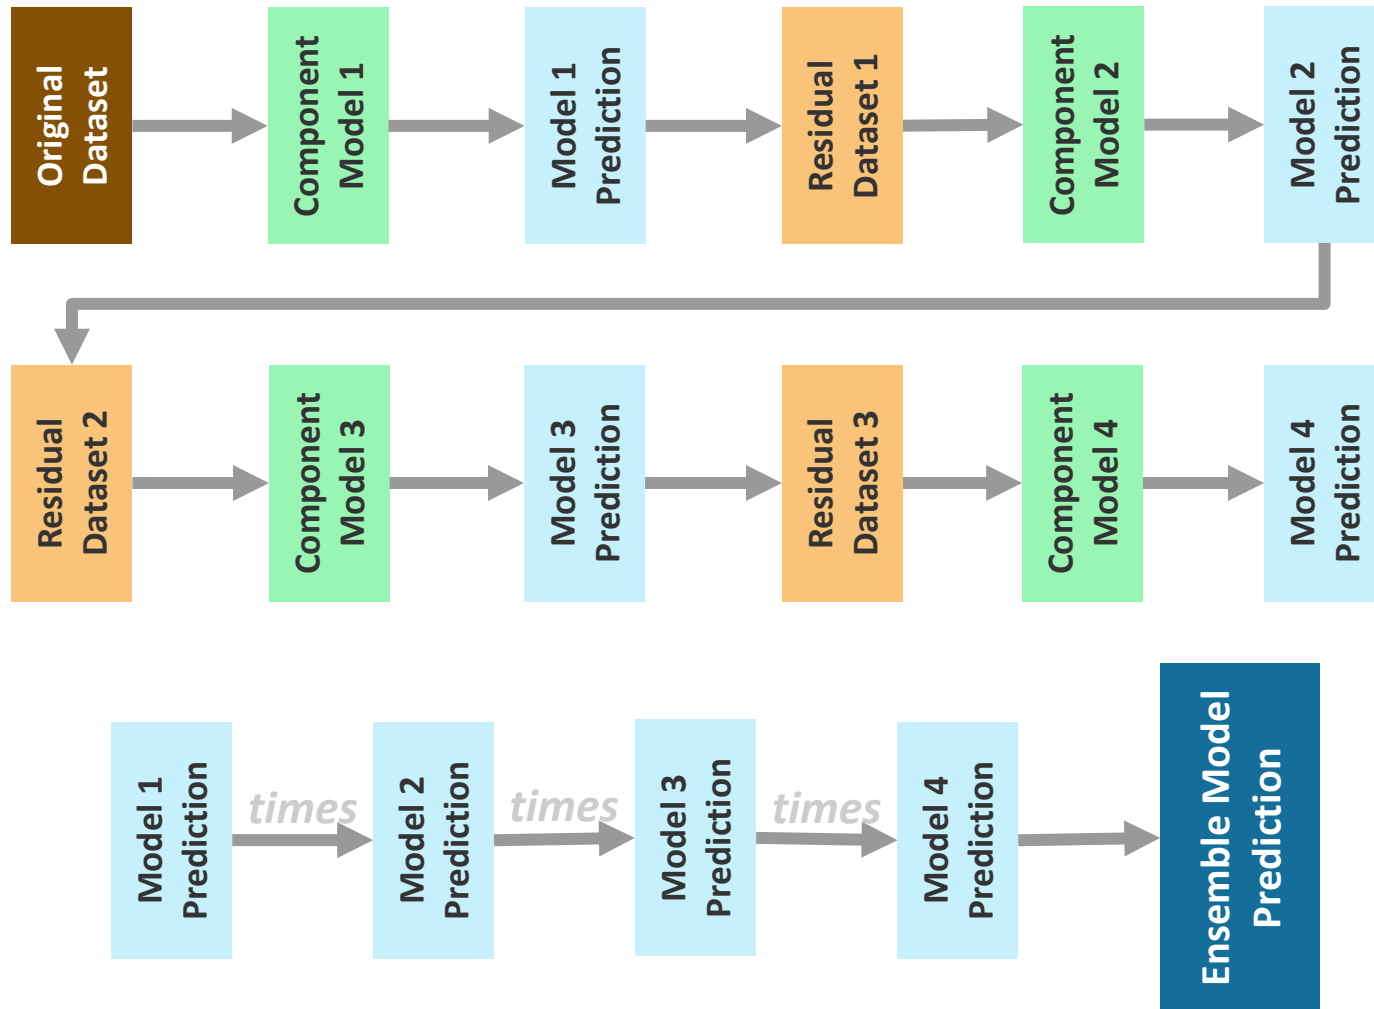 Original
Dataset
Component
Model 1
Model 1
Prediction
Residual
Dataset 1
Component
Model 2
Model 2
Prediction
Residual
Dataset 2
Component
Model 3
Model 3
Prediction
Residual
Dataset 3
Component
Model 4
Model 4
Prediction
Model 1
Prediction
times
Model 2
Prediction
times
Model 3
Prediction
times
Model 4
Prediction
Ensemble Model
Prediction